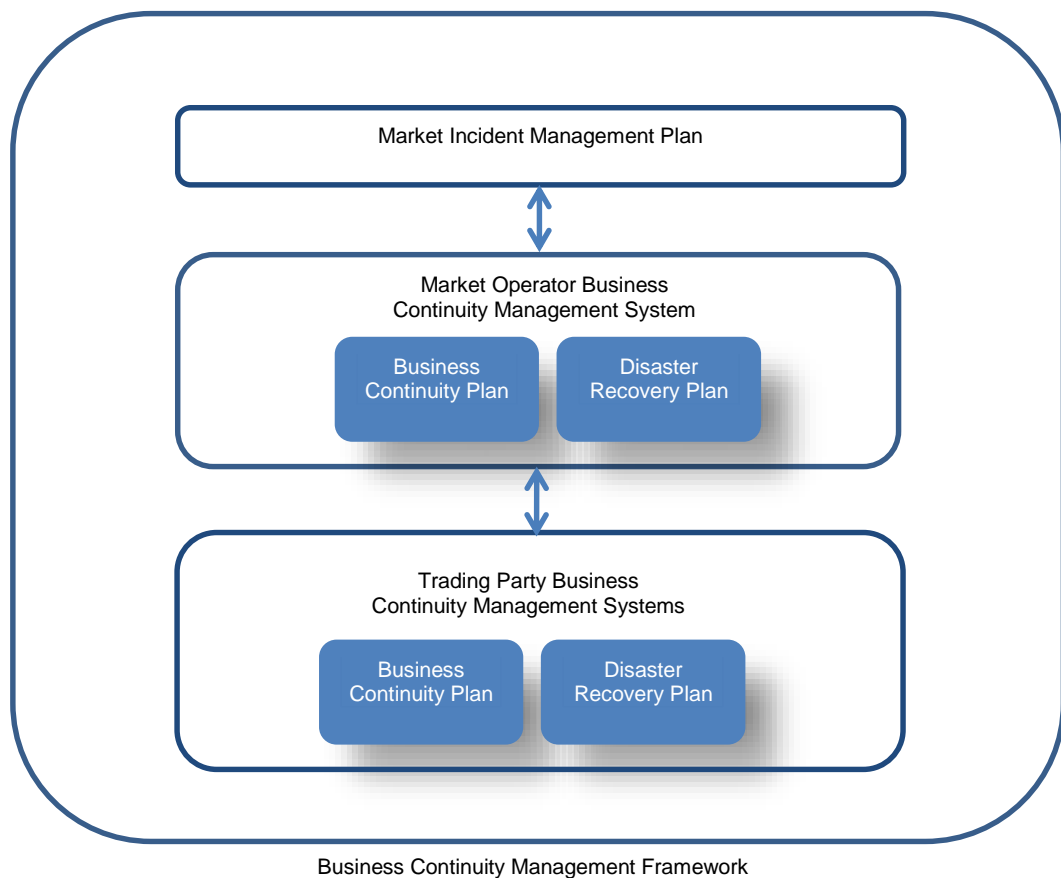 Market Incident Management Plan
Market Operator Business
Continuity Management System
Business
Continuity Plan
Disaster
Recovery Plan
Trading Party Business
Continuity Management Systems
Business
Continuity Plan
Disaster
Recovery Plan
Business Continuity Management Framework